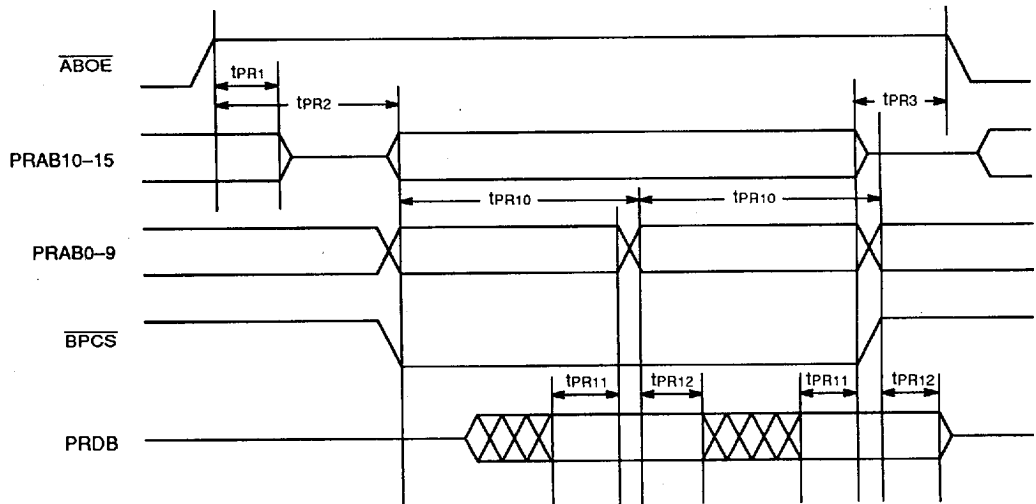 ABOE
tPR1
tPR2
tPR3
PRAB10–15
tPR10
tPR10
PRAB0–9
BPCS
tPR11
tPR12
tPR11
tPR12
PRDB